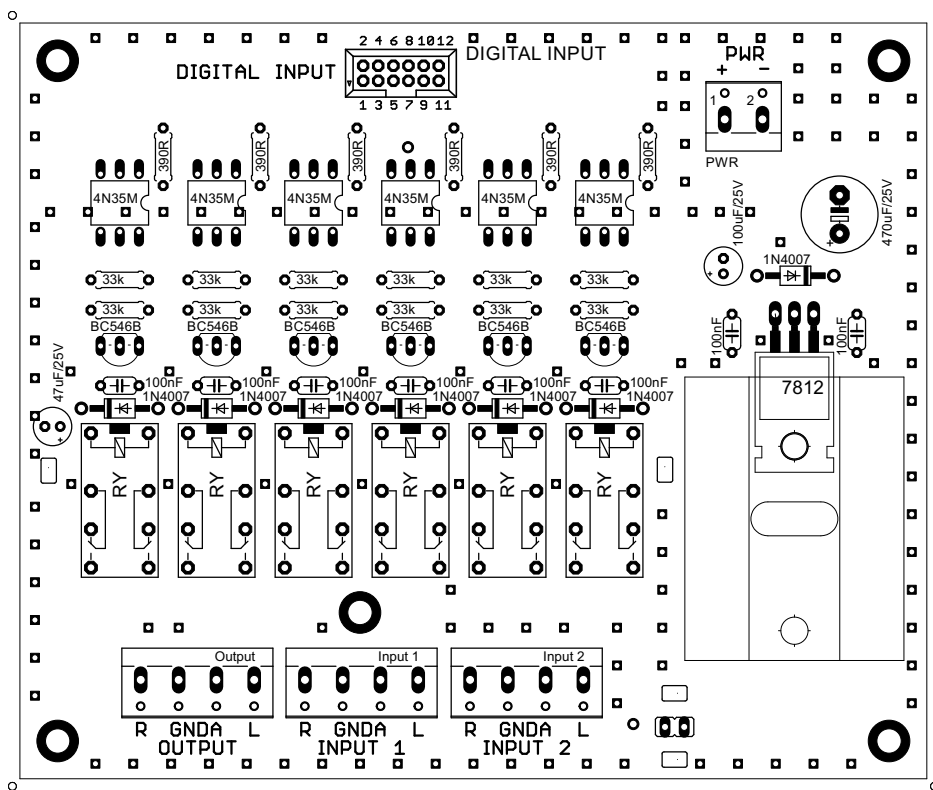 2 4 6 8 10 12
DIGITAL INPUT
DIGITAL INPUT
1 3 5 7 9 11
PWR
+ -
1 2
PWR
390R 390R 390R 390R 390R 390R
4N35M 4N35M 4N35M 4N35M 4N35M 4N35M
100uF/25V
470uF/25V
+
+
1N4007
33k 33k 33k 33k 33k 33k
33k 33k 33k 33k 33k 33k
BC546B BC546B BC546B BC546B BC546B BC546B
100nF 100nF
47uF/25V
+
100nF 100nF 100nF 100nF 100nF 100nF
1N4007 1N4007 1N4007 1N4007 1N4007 1N4007
7812
RY RY RY RY RY RY
Output Input 1 Input 2
R GNDA L R GNDA L R GNDA L
OUTPUT INPUT 1 INPUT 2